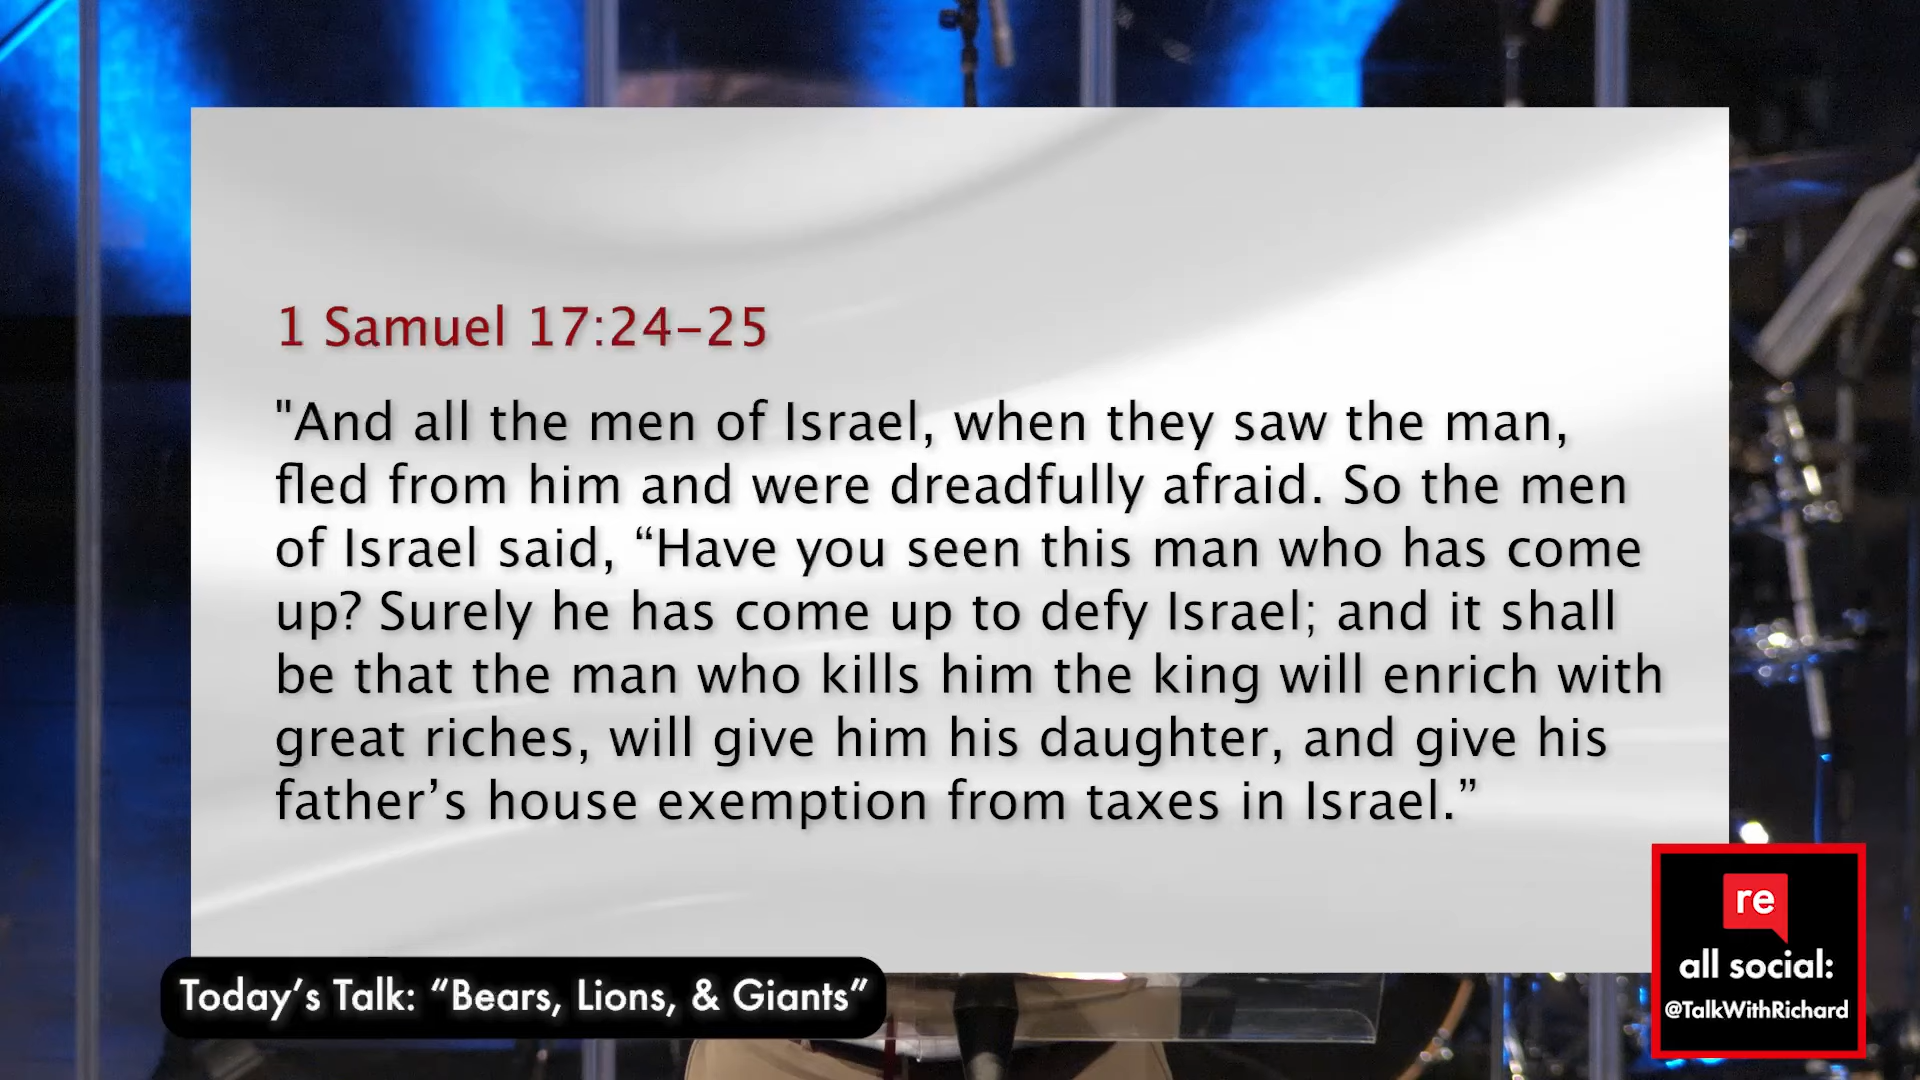 1 Samuel 17:24–25
"And all the men of Israel, when they saw the man,
fled from him and were dreadfully afraid. So the men
of Israel said, “Have you seen this man who has come
up? Surely he has come up to defy Israel; and it shall
be that the man who kills him the king will enrich with
great riches, will give him his daughter, and give his
father’s house exemption from taxes in Israel.”
Today’s Talk: “Bears, Lions, & Giants”
re
all social:
@TalkWithRichard